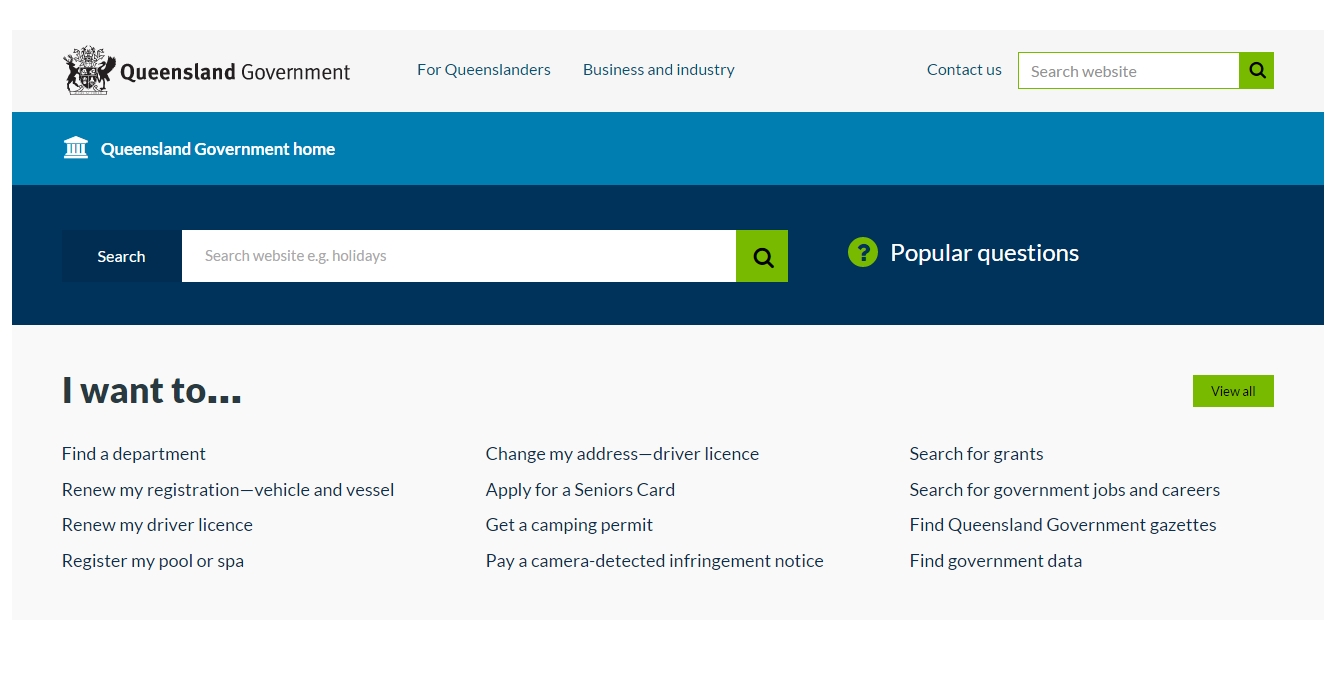 Queensland Government
For Queenslanders
Business and industry
Contact us
Search website
Queensland Government home
Search
Search website e.g. holidays
? Popular questions
I want to...
View all
Find a department
Renew my registration—vehicle and vessel
Renew my driver licence
Register my pool or spa
Change my address—driver licence
Apply for a Seniors Card
Get a camping permit
Pay a camera-detected infringement notice
Search for grants
Search for government jobs and careers
Find Queensland Government gazettes
Find government data